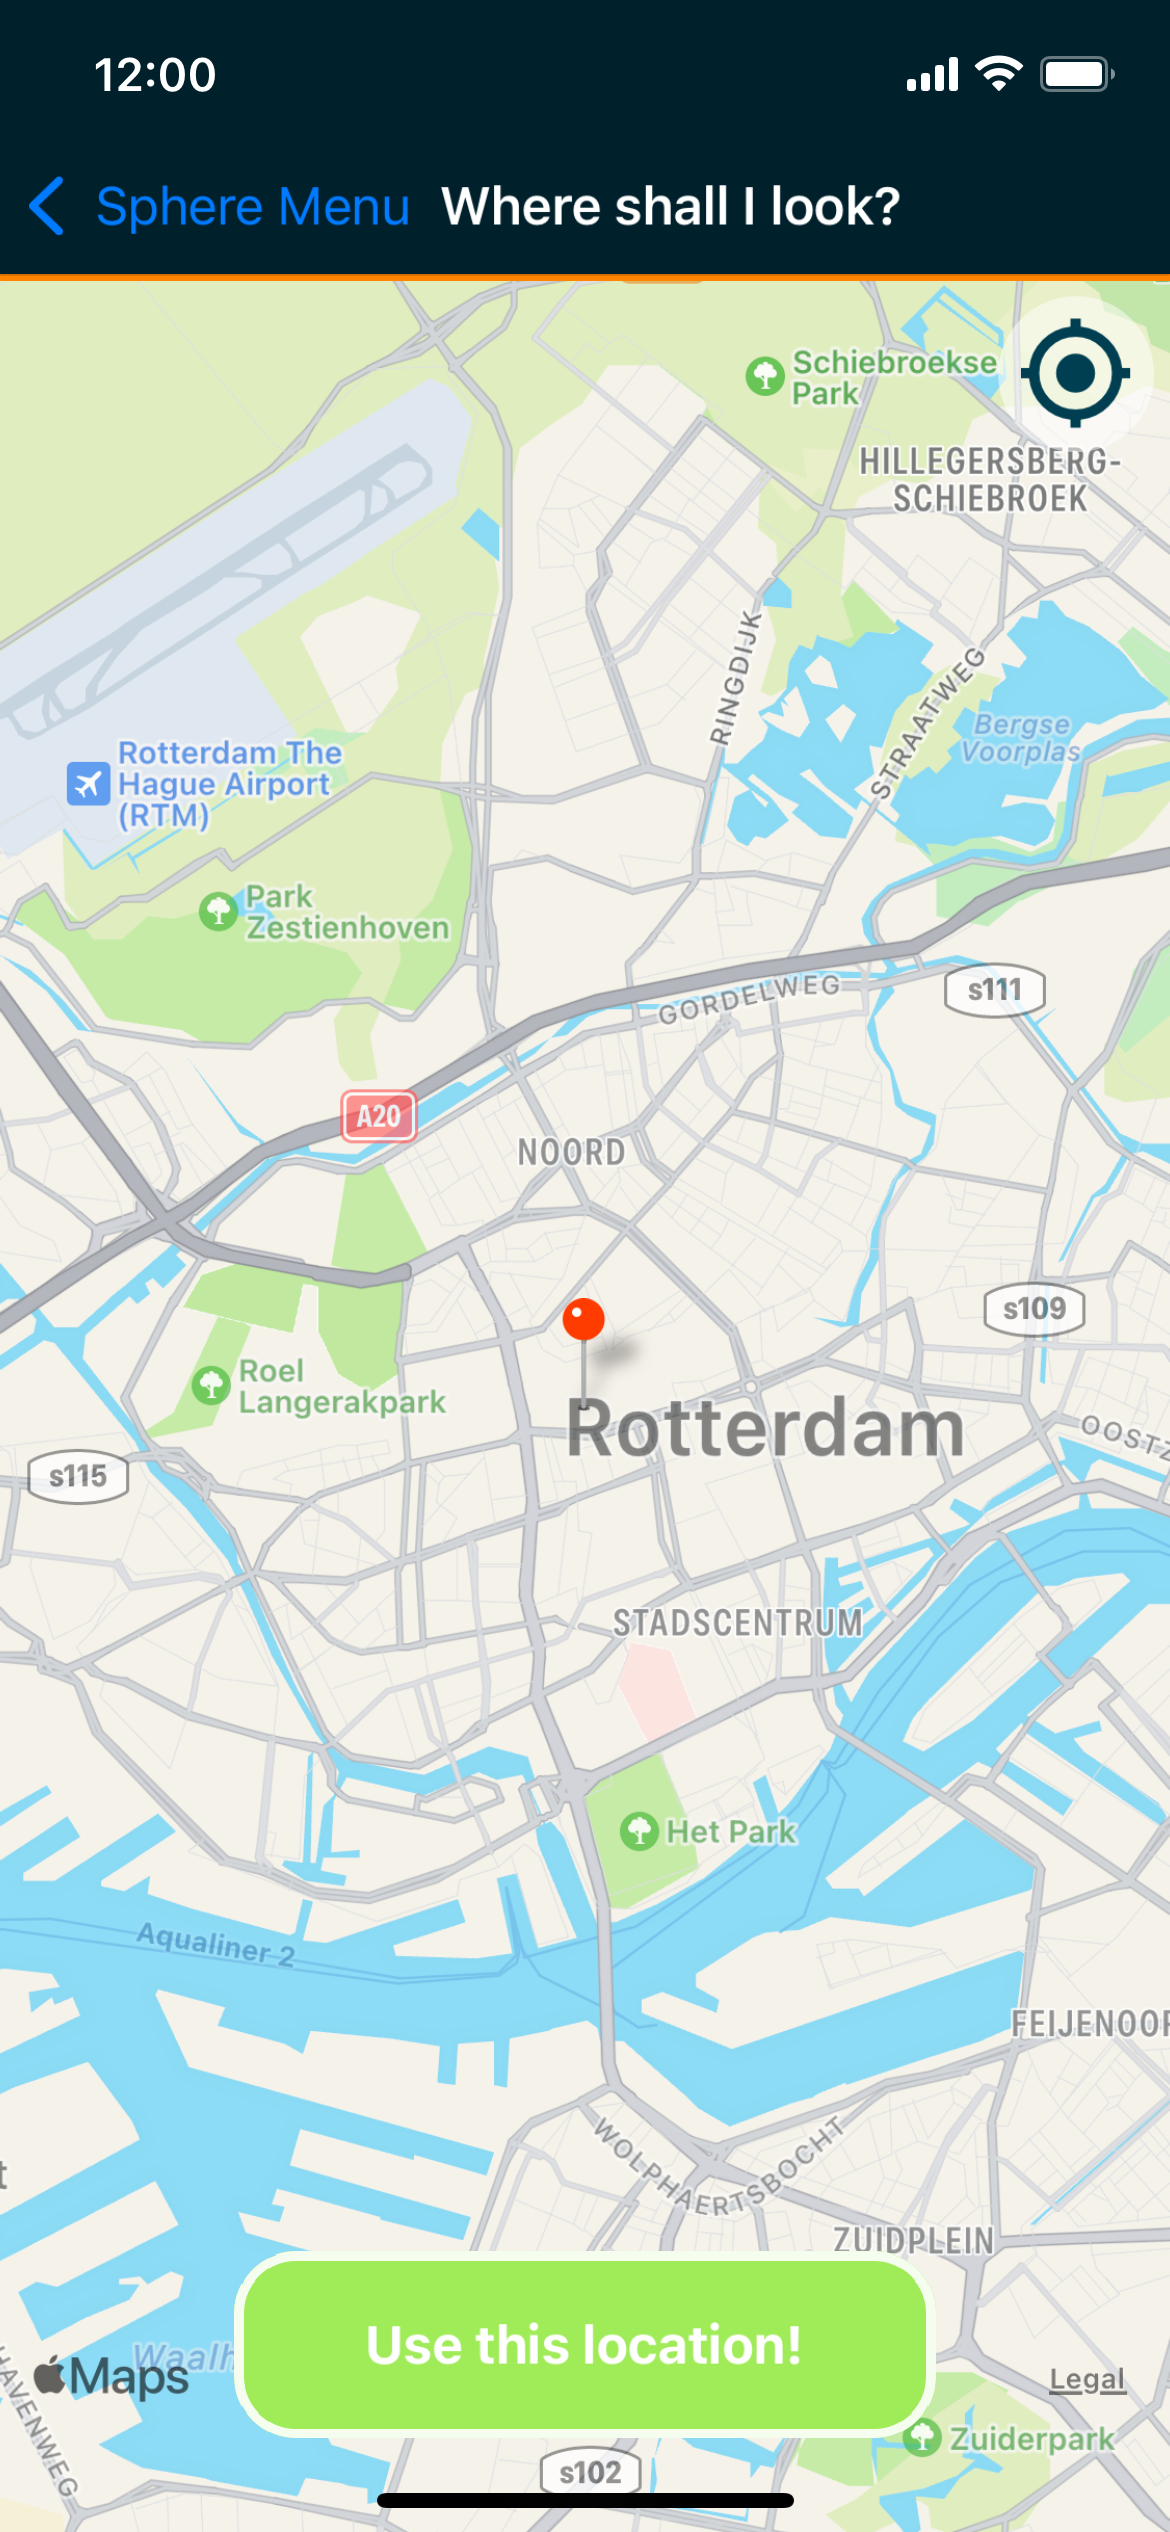 12:00
Sphere Menu
Where shall I look?
Schiebroekse
Park
HILLEGERSBERG-
SCHIEBROEK
RINGDIJK
STRAATWEG
Bergse
Voorplas
Rotterdam The
Hague Airport
(RTM)
Park
Zestienhoven
s111
GORDELWEG
A20
NOORD
s109
Roel
Langerakpark
Rotterdam
OOSTZ
s115
STADSCENTRUM
Het Park
Aqualiner 2
FEIJENOOR
WOLPHAERTSBOCHT
t
ZUIDPLEIN
Use this location!
Waalh
Maps
HAVENWEG
Legal
Zuiderpark
s102